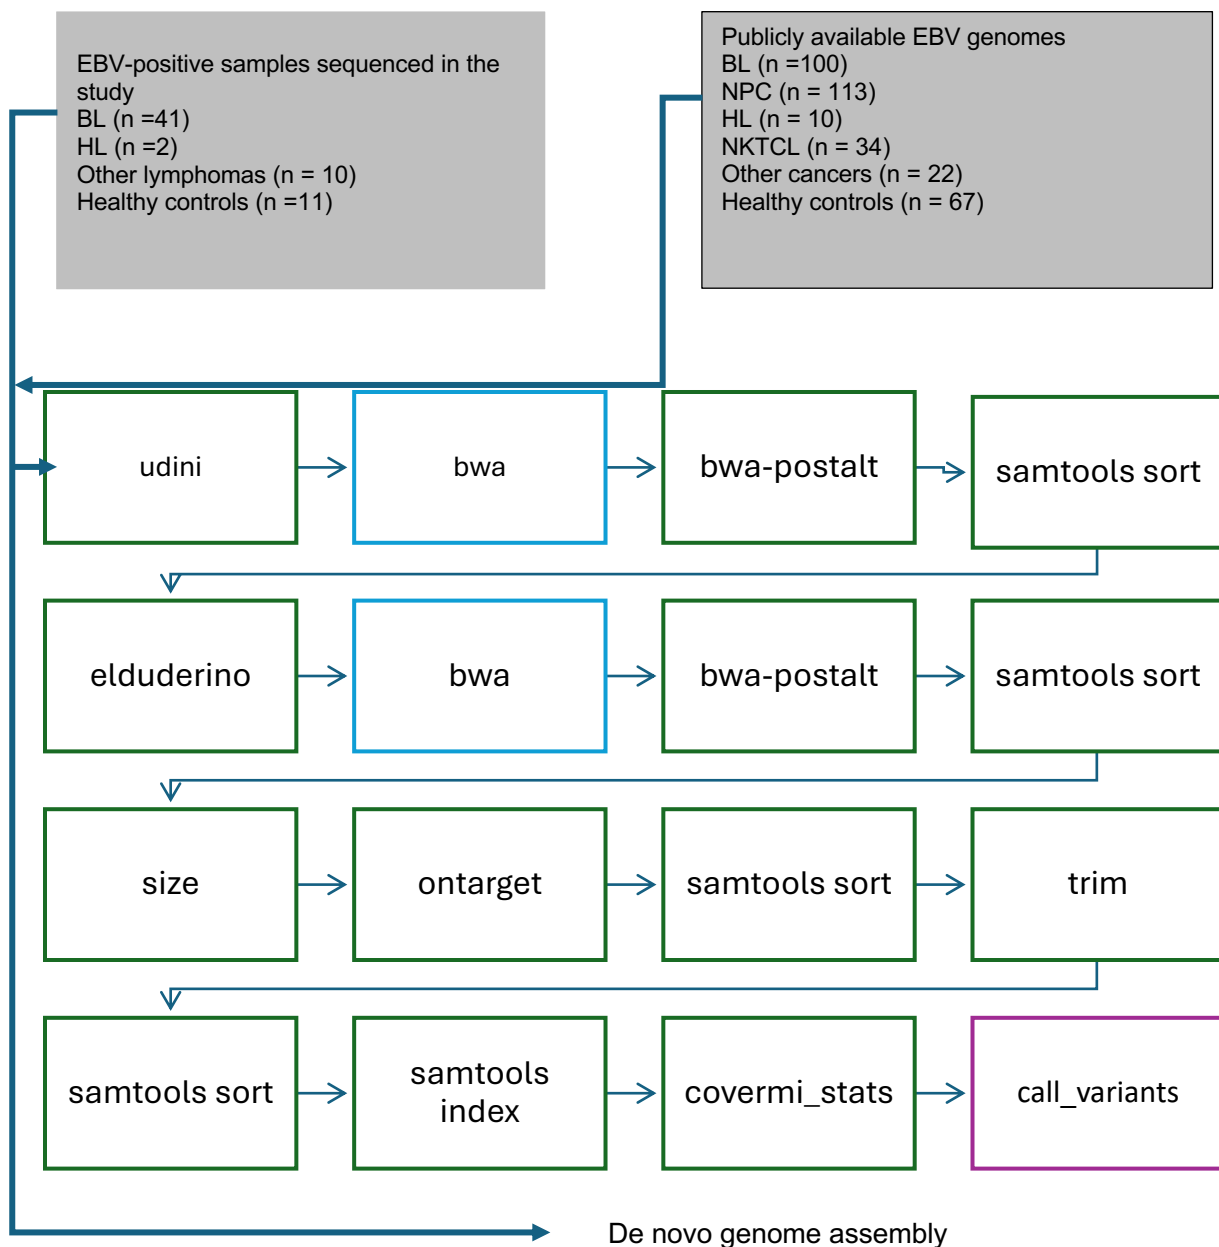 EBV-positive samples sequenced in the
study
BL (n =41)
HL (n =2)
Other lymphomas (n = 10)
Healthy controls (n =11)
Publicly available EBV genomes
BL (n =100)
NPC (n = 113)
HL (n = 10)
NKTCL (n = 34)
Other cancers (n = 22)
Healthy controls (n = 67)
udini
bwa
bwa-postalt
samtools sort
elduderino
bwa
bwa-postalt
samtools sort
size
ontarget
samtools sort
trim
samtools sort
samtools
index
covermi_stats
call_variants
De novo genome assembly